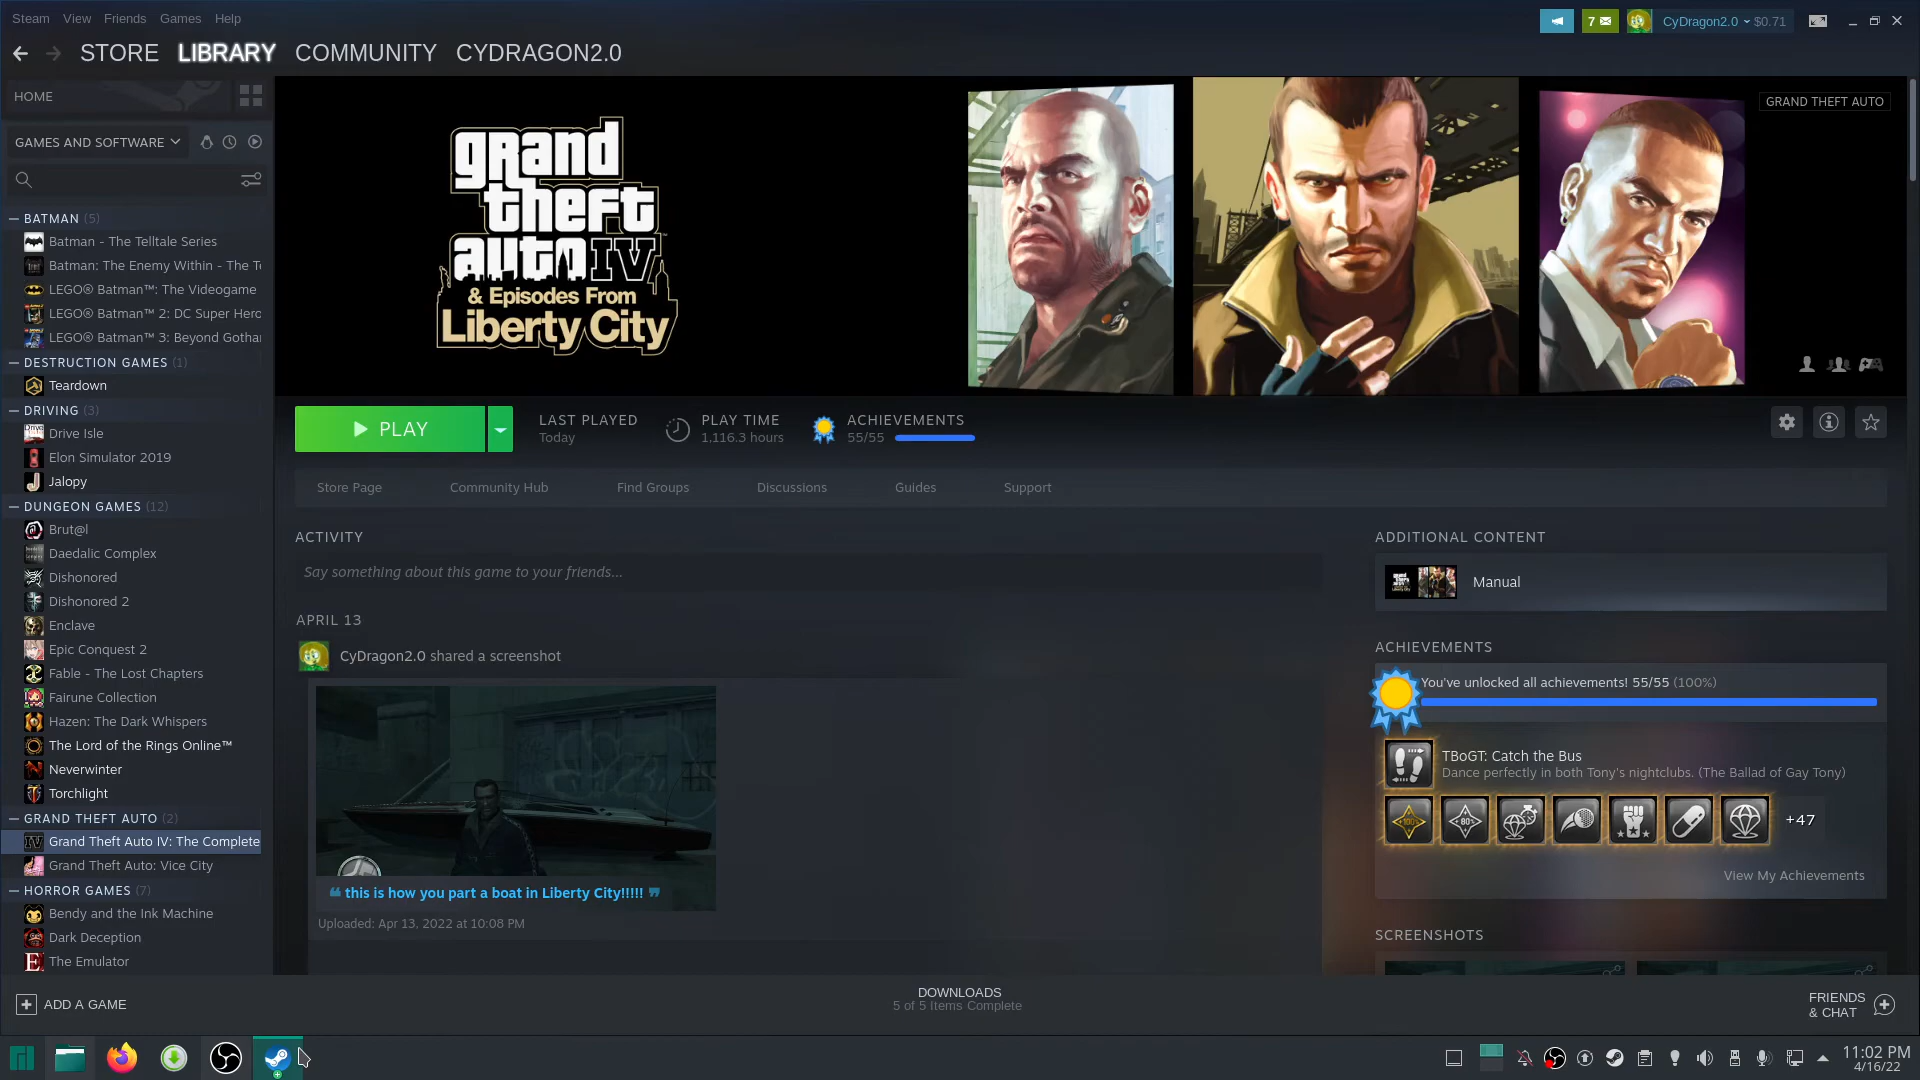 Steam View Friends Games Help
7 CyDragon2.0 $0.71
STORE LIBRARY COMMUNITY CYDRAGON2.0
HOME
GAMES AND SOFTWARE
BATMAN (5)
Batman - The Telltale Series
Batman: The Enemy Within - The Te
LEGO® Batman™: The Videogame
LEGO® Batman™ 2: DC Super Hero
LEGO® Batman™ 3: Beyond Gothar
DESTRUCTION GAMES (1)
Teardown
DRIVING (3)
Drive Isle
Elon Simulator 2019
Jalopy
DUNGEON GAMES (12)
Brut@l
Daedalic Complex
Dishonored
Dishonored 2
Enclave
Epic Conquest 2
Fable - The Lost Chapters
Fairune Collection
Hazen: The Dark Whispers
The Lord of the Rings Online™
Neverwinter
Torchlight
GRAND THEFT AUTO (2)
Grand Theft Auto IV: The Complete
Grand Theft Auto: Vice City
HORROR GAMES (7)
Bendy and the Ink Machine
Dark Deception
The Emulator
ADD A GAME
grand
theft
auto IV
& Episodes From
Liberty City
GRAND THEFT AUTO
PLAY
LAST PLAYED
Today
PLAY TIME
1,116.3 hours
ACHIEVEMENTS
55/55
Store Page Community Hub Find Groups Discussions Guides Support
ACTIVITY
Say something about this game to your friends...
APRIL 13
CyDragon2.0 shared a screenshot
❝ this is how you part a boat in Liberty City!!!!! ❞
Uploaded: Apr 13, 2022 at 10:08 PM
ADDITIONAL CONTENT
Manual
ACHIEVEMENTS
You've unlocked all achievements! 55/55 (100%)
TBoGT: Catch the Bus
Dance perfectly in both Tony's nightclubs. (The Ballad of Gay Tony)
100% 80% +47
View My Achievements
SCREENSHOTS
DOWNLOADS
5 of 5 Items Complete
FRIENDS
& CHAT
11:02 PM
4/16/22